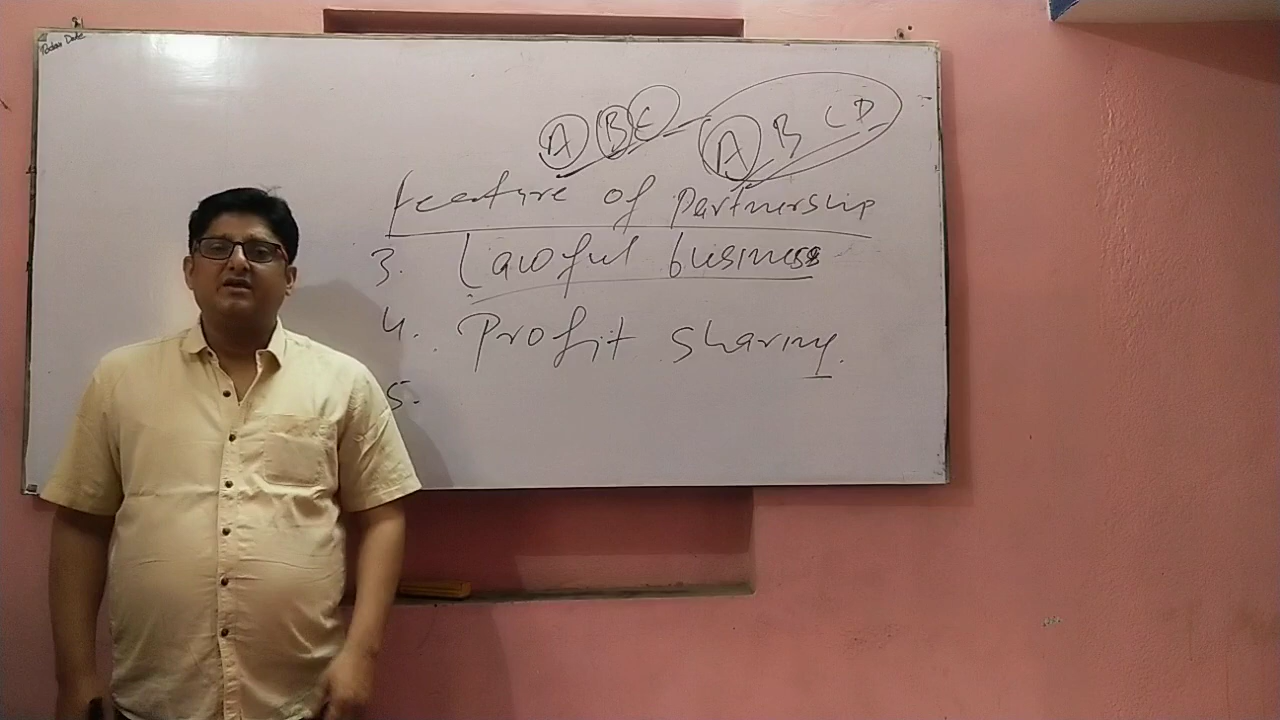 A B C A B C D
Feature of Partnership
3. Lawful business
4. Profit sharing.
5.